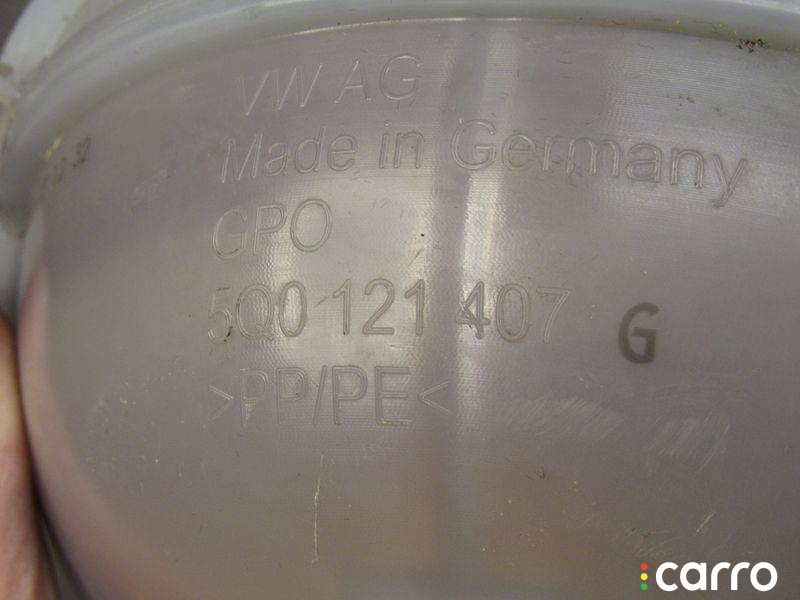 VW AG
Made in Germany
GPO
5Q0 121 407 G
>PP/PE<
carro